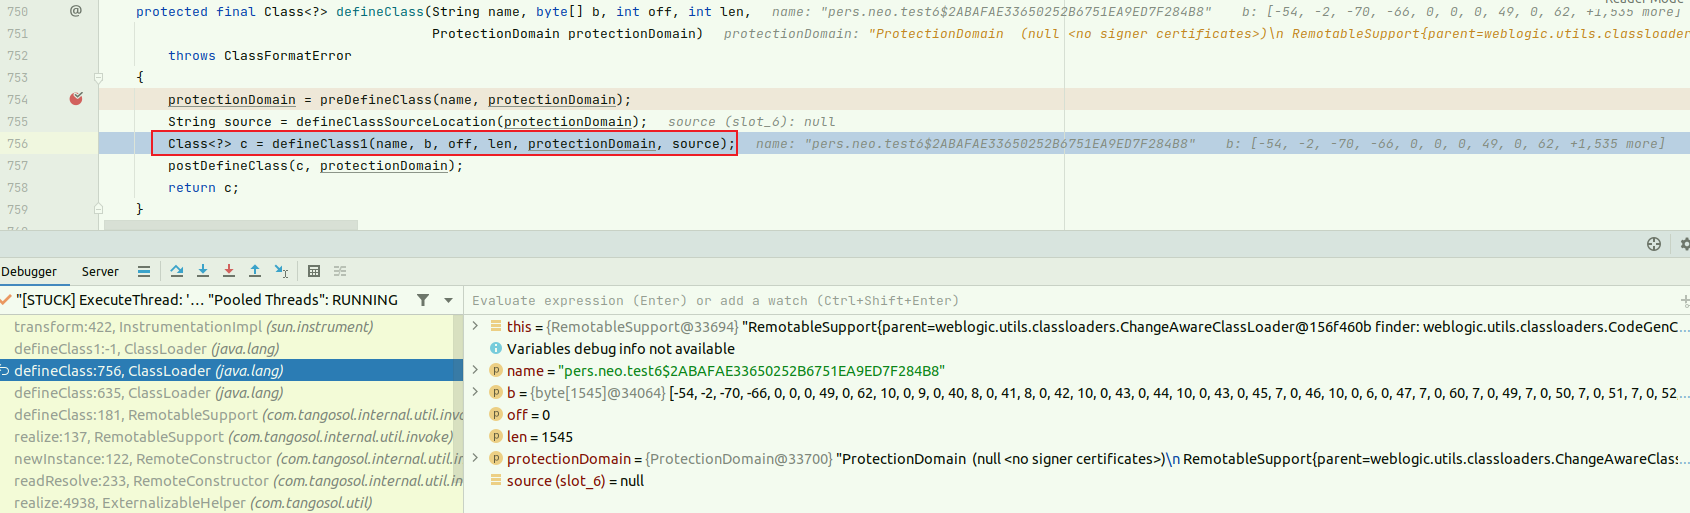 Reader Mode
750 @ protected final Class<?> defineClass(String name, byte[] b, int off, int len, name: "pers.neo.test6$2ABAFAE33650252B6751EA9ED7F284B8" b: [-54, -2, -70, -66, 0, 0, 0, 49, 0, 62, +1,535 more]
751 ProtectionDomain protectionDomain) protectionDomain: "ProtectionDomain (null <no signer certificates>)\n RemotableSupport{parent=weblogic.utils.classloader
752 throws ClassFormatError
753 {
754 protectionDomain = preDefineClass(name, protectionDomain);
755 String source = defineClassSourceLocation(protectionDomain); source (slot_6): null
756 Class<?> c = defineClass1(name, b, off, len, protectionDomain, source); name: "pers.neo.test6$2ABAFAE33650252B6751EA9ED7F284B8" b: [-54, -2, -70, -66, 0, 0, 0, 49, 0, 62, +1,535 more]
757 postDefineClass(c, protectionDomain);
758 return c;
759 }
Debugger Server
"[STUCK] ExecuteThread: '... "Pooled Threads": RUNNING
Evaluate expression (Enter) or add a watch (Ctrl+Shift+Enter)
transform:422, InstrumentationImpl (sun.instrument)
defineClass1:-1, ClassLoader (java.lang)
defineClass:756, ClassLoader (java.lang)
defineClass:635, ClassLoader (java.lang)
defineClass:181, RemotableSupport (com.tangosol.internal.util.invo
realize:137, RemotableSupport (com.tangosol.internal.util.invoke)
newInstance:122, RemoteConstructor (com.tangosol.internal.util.in
readResolve:233, RemoteConstructor (com.tangosol.internal.util.in
realize:4938, ExternalizableHelper (com.tangosol.util)
this = {RemotableSupport@33694} "RemotableSupport{parent=weblogic.utils.classloaders.ChangeAwareClassLoader@156f460b finder: weblogic.utils.classloaders.CodeGenC...
Variables debug info not available
name = "pers.neo.test6$2ABAFAE33650252B6751EA9ED7F284B8"
b = {byte[1545]@34064} [-54, -2, -70, -66, 0, 0, 0, 49, 0, 62, 10, 0, 9, 0, 40, 8, 0, 41, 8, 0, 42, 10, 0, 43, 0, 44, 10, 0, 43, 0, 45, 7, 0, 46, 10, 0, 6, 0, 47, 7, 0, 60, 7, 0, 49, 7, 0, 50, 7, 0, 51, 7, 0, 52
off = 0
len = 1545
protectionDomain = {ProtectionDomain@33700} "ProtectionDomain (null <no signer certificates>)\n RemotableSupport{parent=weblogic.utils.classloaders.ChangeAwareClass
source (slot_6) = null